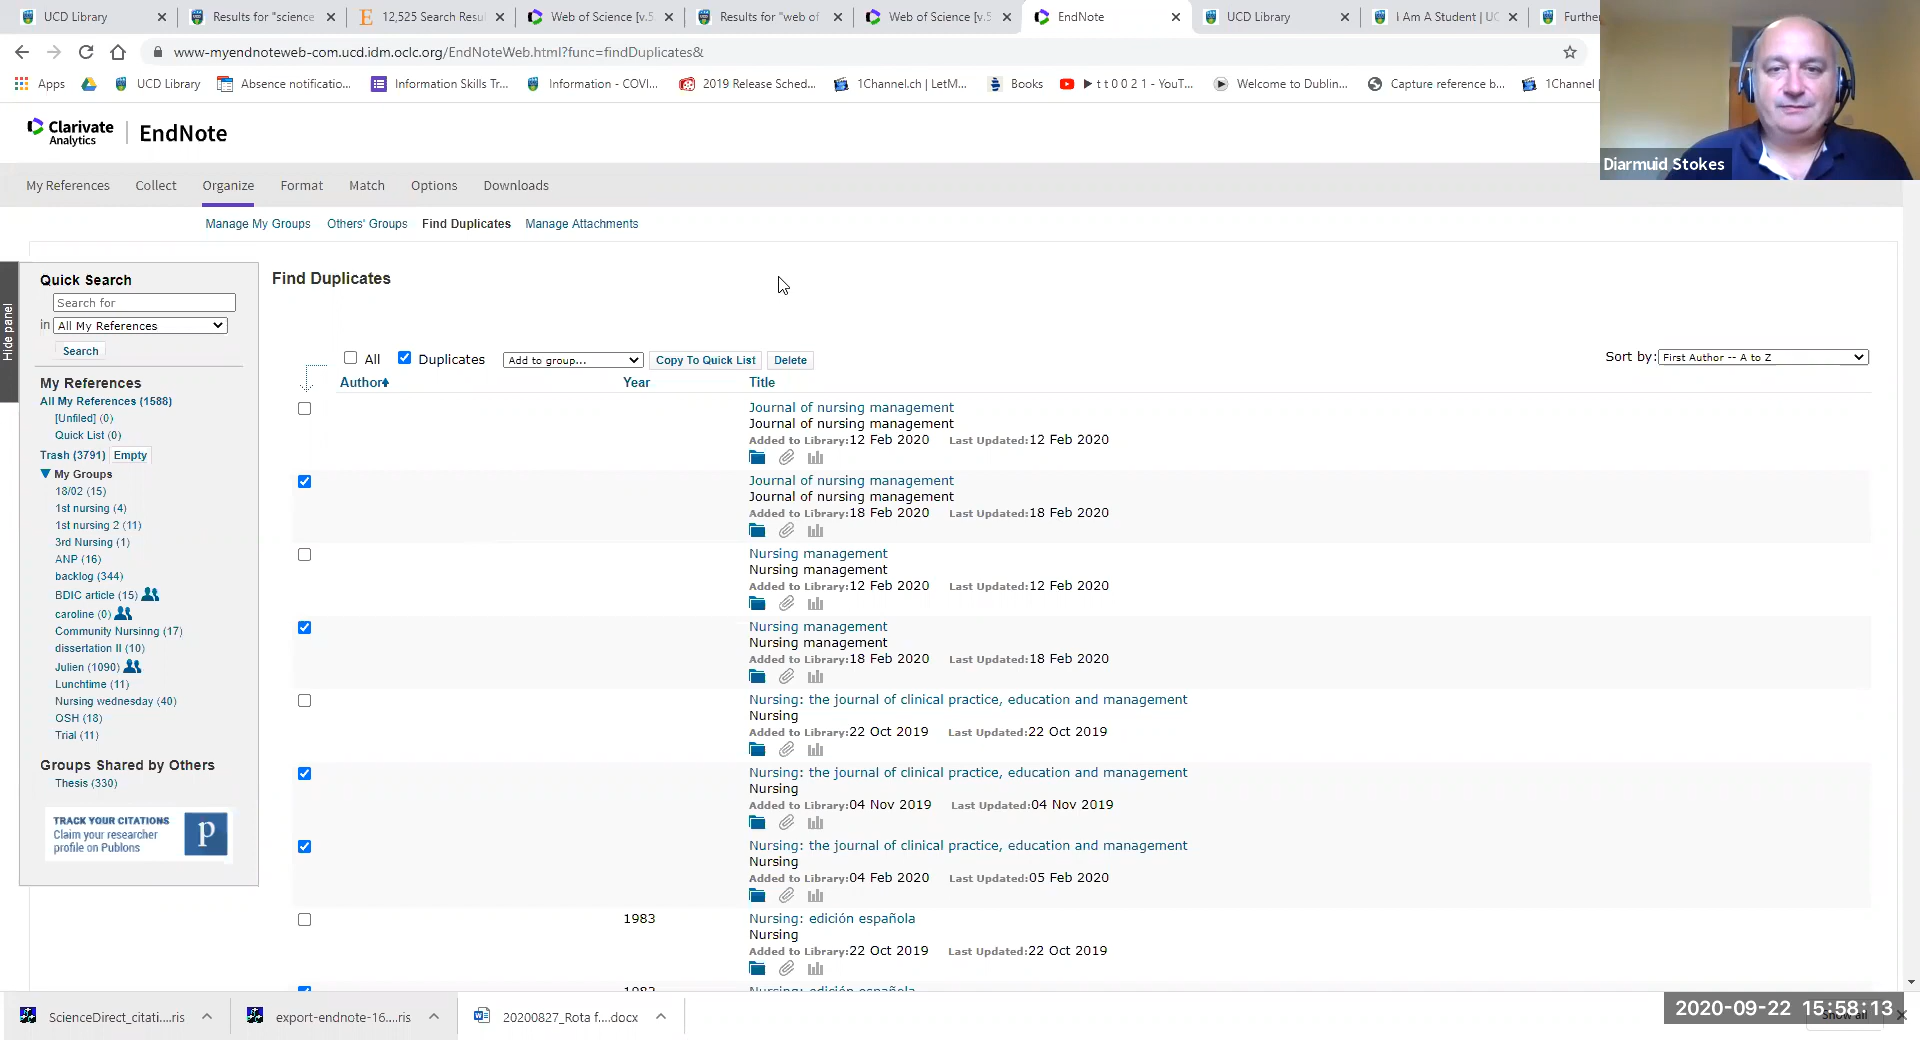 UCD Library
Results for "science
12,525 Search Resu
Web of Science [v.5
Results for "web of
Web of Science [v.5
EndNote
UCD Library
I Am A Student | UC
Furthe
www-myendnoteweb-com.ucd.idm.oclc.org/EndNoteWeb.html?func=findDuplicates&
Apps
UCD Library
Absence notificatio...
Information Skills Tr...
Information - COVI...
2019 Release Sched...
1Channel.ch | LetM...
Books
▶ t t 0 0 2 1 - YouT...
Welcome to Dublin...
Capture reference b...
1Channel
Diarmuid Stokes
Clarivate
Analytics
EndNote
My References
Collect
Organize
Format
Match
Options
Downloads
Manage My Groups
Others' Groups
Find Duplicates
Manage Attachments
Hide panel
Quick Search
Search for
in All My References
Search
My References
All My References (1588)
[Unfiled] (0)
Quick List (0)
Trash (3791) Empty
My Groups
18/02 (15)
1st nursing (4)
1st nursing 2 (11)
3rd Nursing (1)
ANP (16)
backlog (344)
BDIC article (15)
caroline (0)
Community Nursinng (17)
dissertation II (10)
Julien (1090)
Lunchtime (11)
Nursing wednesday (40)
OSH (18)
Trial (11)
Groups Shared by Others
Thesis (330)
TRACK YOUR CITATIONS
Claim your researcher
profile on Publons
p
Find Duplicates
All Duplicates Add to group... Copy To Quick List Delete
Sort by: First Author -- A to Z
Author Year Title
Journal of nursing management
Journal of nursing management
Added to Library:12 Feb 2020 Last Updated:12 Feb 2020
Journal of nursing management
Journal of nursing management
Added to Library:18 Feb 2020 Last Updated:18 Feb 2020
Nursing management
Nursing management
Added to Library:12 Feb 2020 Last Updated:12 Feb 2020
Nursing management
Nursing management
Added to Library:18 Feb 2020 Last Updated:18 Feb 2020
Nursing: the journal of clinical practice, education and management
Nursing
Added to Library:22 Oct 2019 Last Updated:22 Oct 2019
Nursing: the journal of clinical practice, education and management
Nursing
Added to Library:04 Nov 2019 Last Updated:04 Nov 2019
Nursing: the journal of clinical practice, education and management
Nursing
Added to Library:04 Feb 2020 Last Updated:05 Feb 2020
1983 Nursing: edición española
Nursing
Added to Library:22 Oct 2019 Last Updated:22 Oct 2019
1983 Nursing: edición española
ScienceDirect_citati....ris
export-endnote-16....ris
20200827_Rota f....docx
2020-09-22 15:58:13
Show all